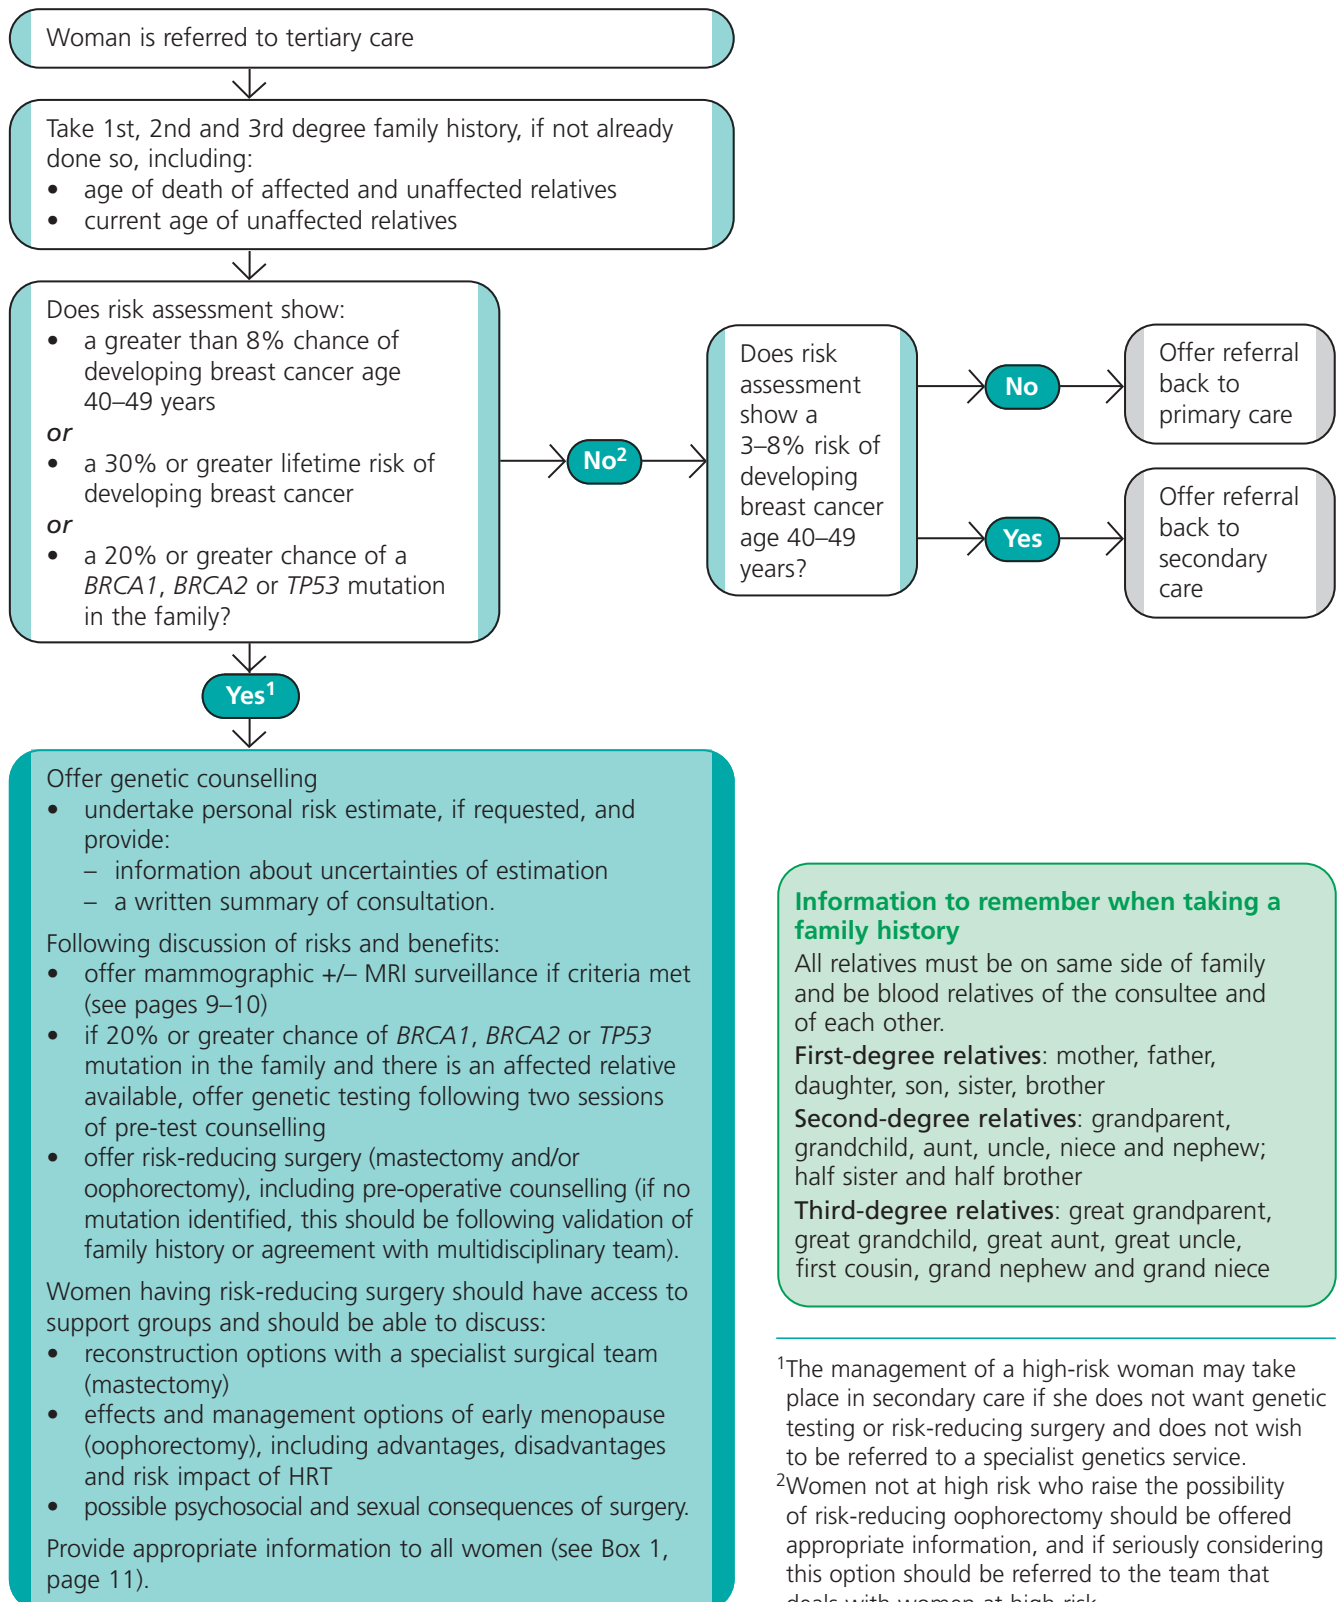 Woman is referred to tertiary care
Take 1st, 2nd and 3rd degree family history, if not already
done so, including:
• age of death of affected and unaffected relatives
• current age of unaffected relatives
Does risk assessment show:
• a greater than 8% chance of
developing breast cancer age
40–49 years
or
• a 30% or greater lifetime risk of
developing breast cancer
or
• a 20% or greater chance of a
BRCA1, BRCA2 or TP53 mutation
in the family?
No2
Does risk
assessment
show a
3–8% risk of
developing
breast cancer
age 40–49
years?
No
Offer referral
back to
primary care
Yes
Offer referral
back to
secondary
care
Yes1
Offer genetic counselling
• undertake personal risk estimate, if requested, and
provide:
– information about uncertainties of estimation
– a written summary of consultation.
Following discussion of risks and benefits:
• offer mammographic +/– MRI surveillance if criteria met
(see pages 9–10)
• if 20% or greater chance of BRCA1, BRCA2 or TP53
mutation in the family and there is an affected relative
available, offer genetic testing following two sessions
of pre-test counselling
• offer risk-reducing surgery (mastectomy and/or
oophorectomy), including pre-operative counselling (if no
mutation identified, this should be following validation of
family history or agreement with multidisciplinary team).
Women having risk-reducing surgery should have access to
support groups and should be able to discuss:
• reconstruction options with a specialist surgical team
(mastectomy)
• effects and management options of early menopause
(oophorectomy), including advantages, disadvantages
and risk impact of HRT
• possible psychosocial and sexual consequences of surgery.
Provide appropriate information to all women (see Box 1,
page 11).
Information to remember when taking a
family history
All relatives must be on same side of family
and be blood relatives of the consultee and
of each other.
First-degree relatives: mother, father,
daughter, son, sister, brother
Second-degree relatives: grandparent,
grandchild, aunt, uncle, niece and nephew;
half sister and half brother
Third-degree relatives: great grandparent,
great grandchild, great aunt, great uncle,
first cousin, grand nephew and grand niece
1The management of a high-risk woman may take
place in secondary care if she does not want genetic
testing or risk-reducing surgery and does not wish
to be referred to a specialist genetics service.
2Women not at high risk who raise the possibility
of risk-reducing oophorectomy should be offered
appropriate information, and if seriously considering
this option should be referred to the team that
deals with women at high risk